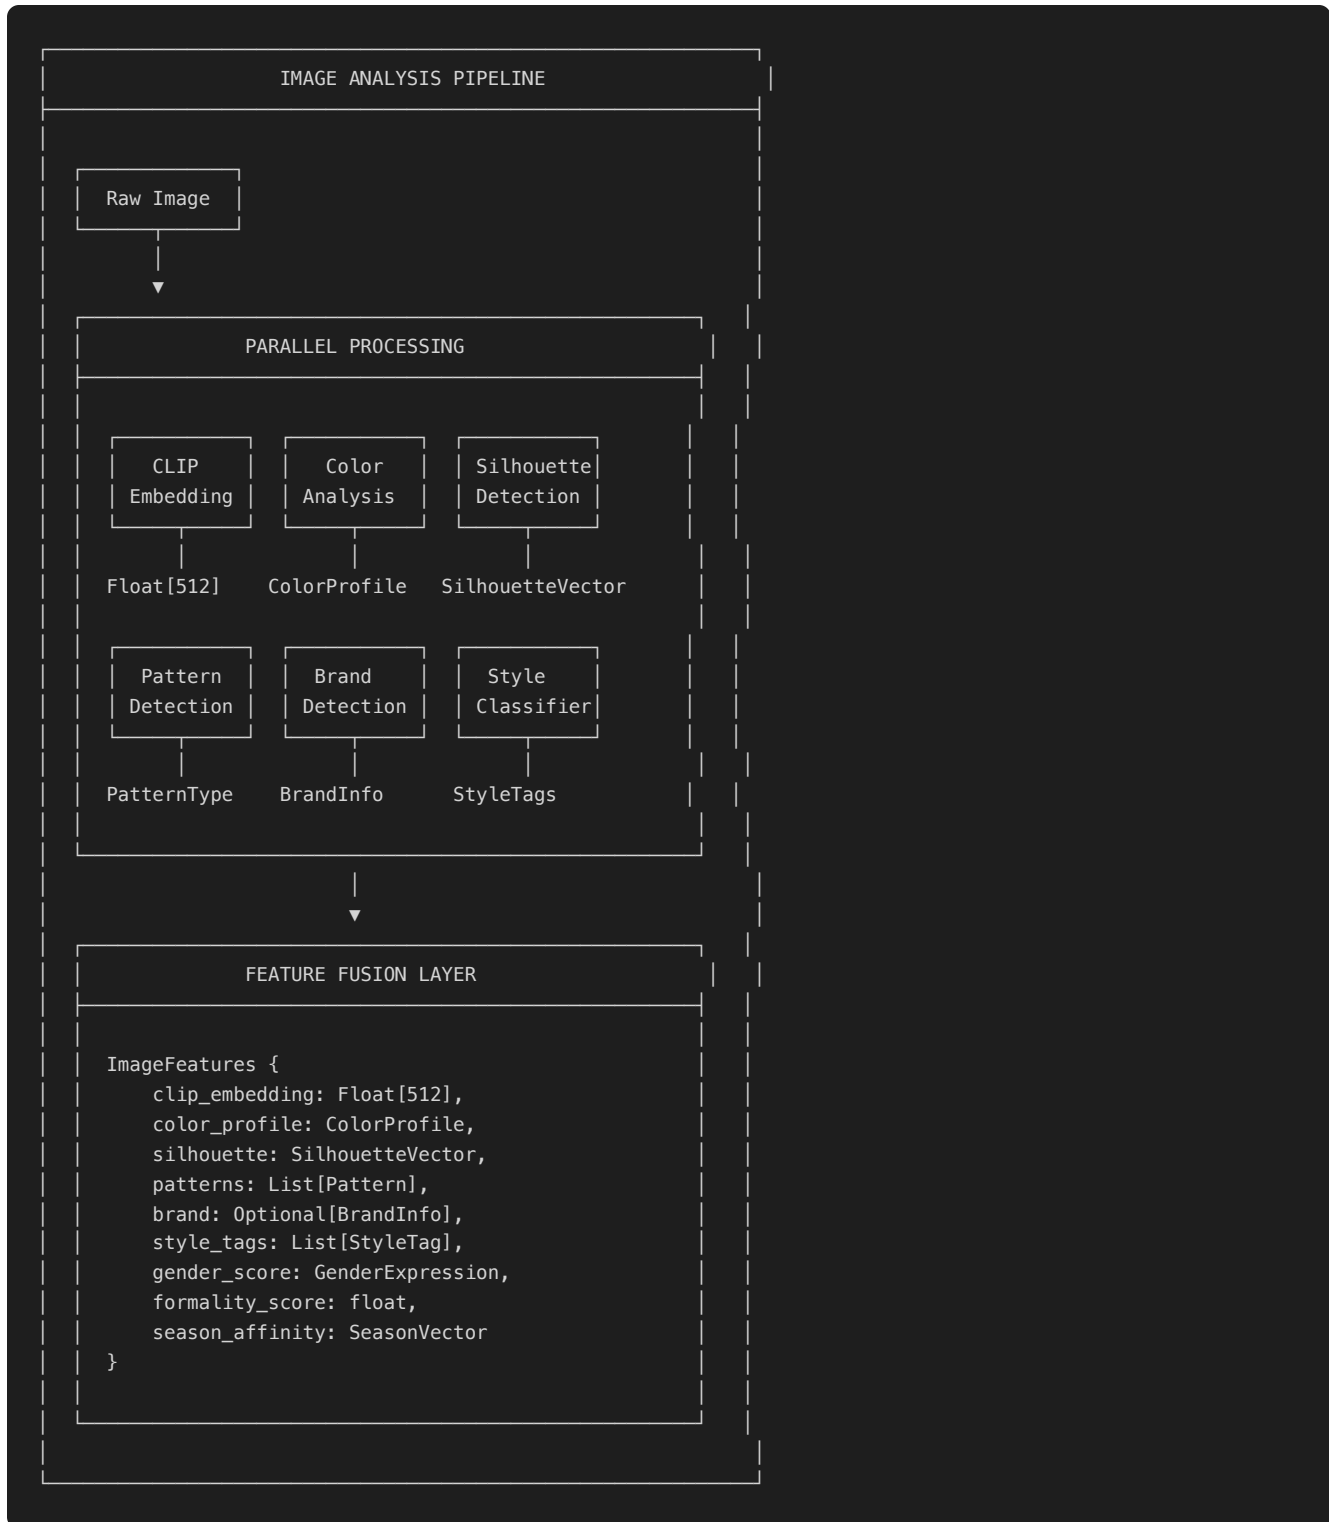 IMAGE ANALYSIS PIPELINE
Raw Image
PARALLEL PROCESSING
CLIP Color Silhouette
Embedding Analysis Detection
Float[512] ColorProfile SilhouetteVector
Pattern Brand Style
Detection Detection Classifier
PatternType BrandInfo StyleTags
FEATURE FUSION LAYER
ImageFeatures {
clip_embedding: Float[512],
color_profile: ColorProfile,
silhouette: SilhouetteVector,
patterns: List[Pattern],
brand: Optional[BrandInfo],
style_tags: List[StyleTag],
gender_score: GenderExpression,
formality_score: float,
season_affinity: SeasonVector
}